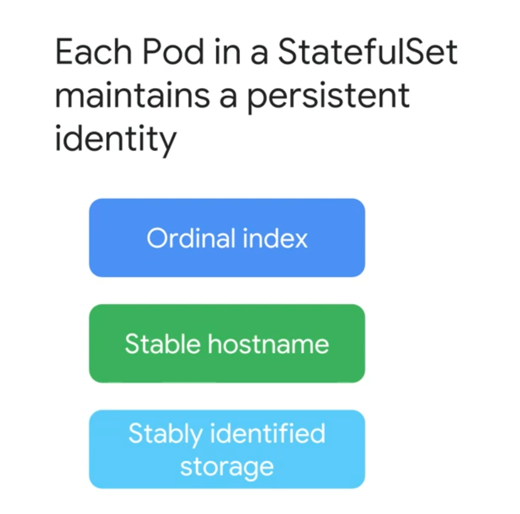 Each Pod in a StatefulSet
maintains a persistent
identity
Ordinal index
Stable hostname
Stably identified
storage